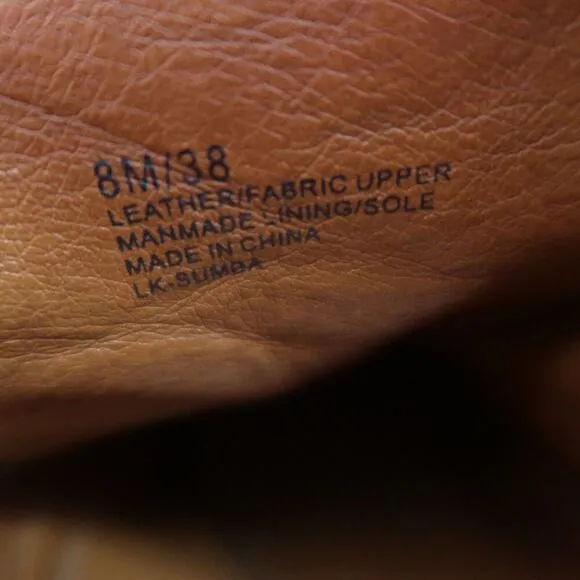 8M/38
LEATHER/FABRIC UPPER
MANMADE LINING/SOLE
MADE IN CHINA
LK-SUMBA